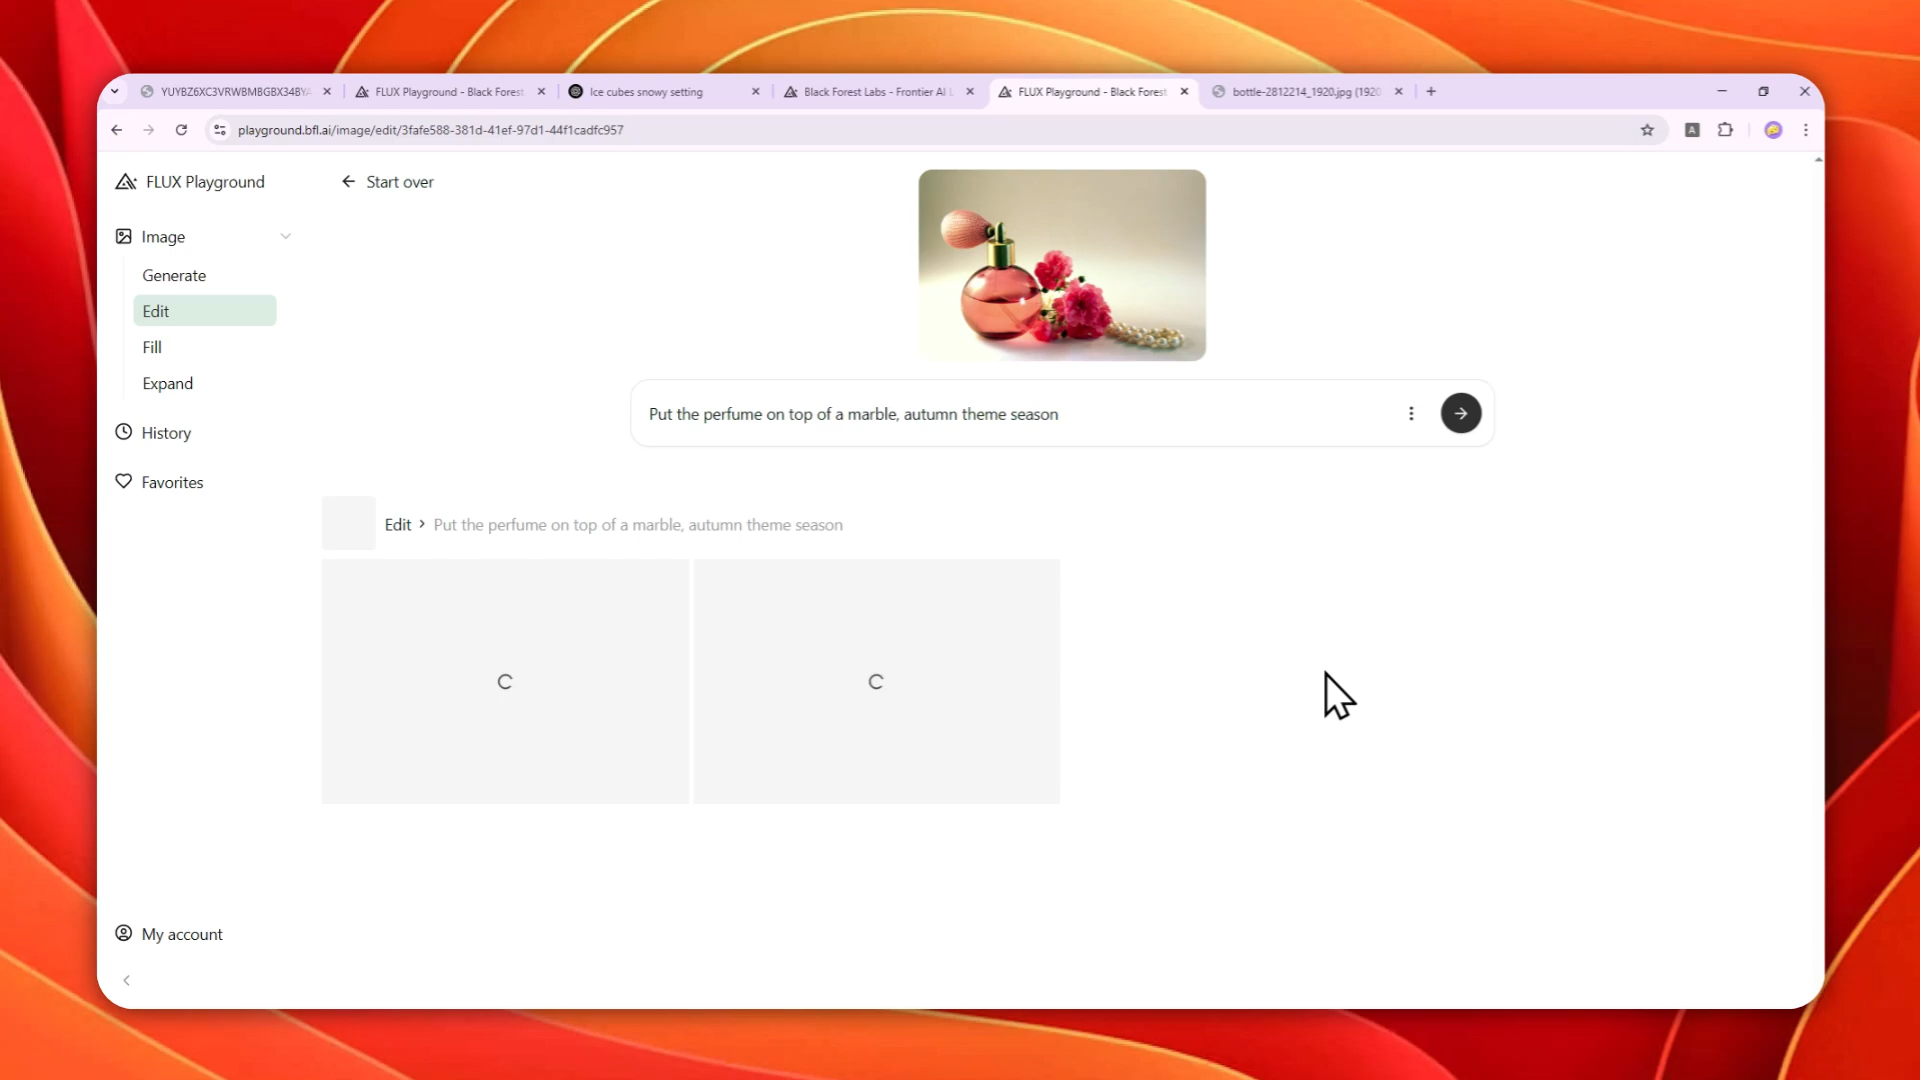 YUYBZ6XC3VRWBMBGBX34BYA
FLUX Playground - Black Forest
Ice cubes snowy setting
Black Forest Labs - Frontier AI L
FLUX Playground - Black Forest
bottle-2812214_1920.jpg (1920
playground.bfl.ai/image/edit/3fafe588-381d-41ef-97d1-44f1cadfc957
A
FLUX Playground
Start over
Image
Generate
Edit
Fill
Expand
History
Favorites
Put the perfume on top of a marble, autumn theme season
Edit > Put the perfume on top of a marble, autumn theme season
My account